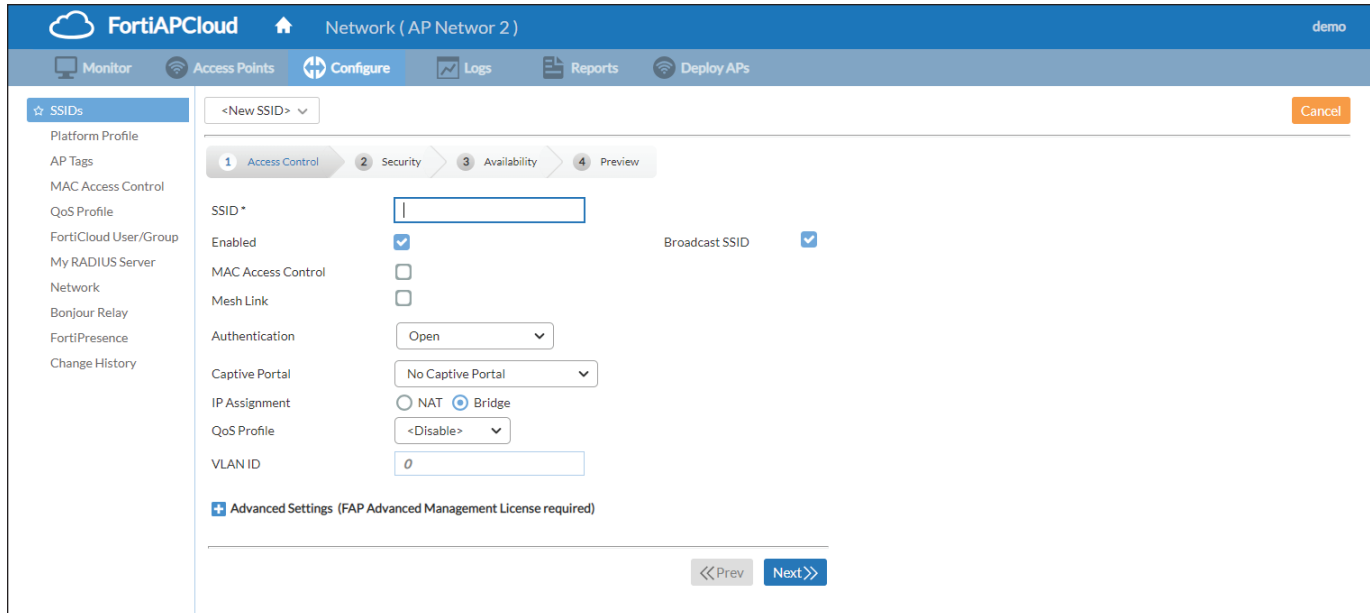 FortiAPCloud Network ( AP Networ 2 ) demo
Monitor Access Points Configure Logs Reports Deploy APs
SSIDs
Platform Profile
AP Tags
MAC Access Control
QoS Profile
FortiCloud User/Group
My RADIUS Server
Network
Bonjour Relay
FortiPresence
Change History
<New SSID> Cancel
1 Access Control 2 Security 3 Availability 4 Preview
SSID *
Enabled Broadcast SSID
MAC Access Control
Mesh Link
Authentication Open
Captive Portal No Captive Portal
IP Assignment NAT Bridge
QoS Profile <Disable>
VLAN ID 0
Advanced Settings (FAP Advanced Management License required)
Prev Next